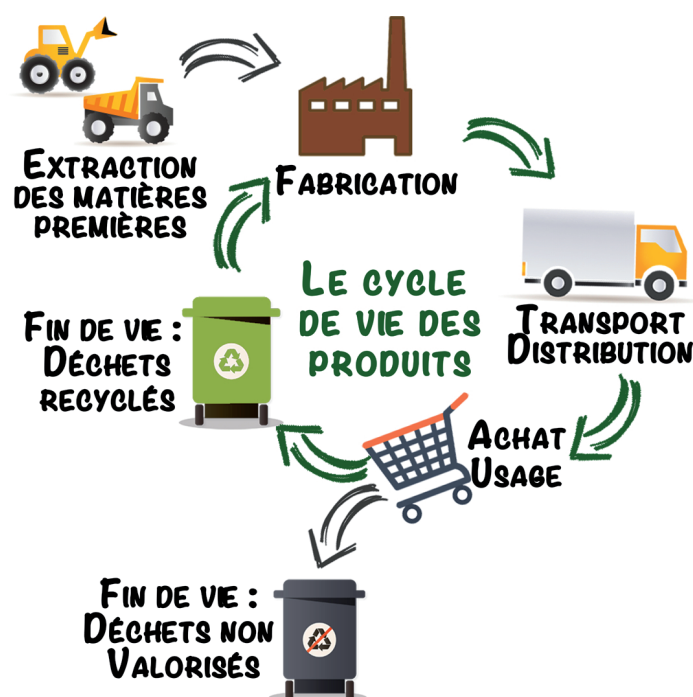 Extraction
des matières
premières
Fabrication
Le cycle
de vie des
produits
Transport
Distribution
Achat
Usage
Fin de vie :
Déchets
recyclés
Fin de vie :
Déchets non
Valorisés